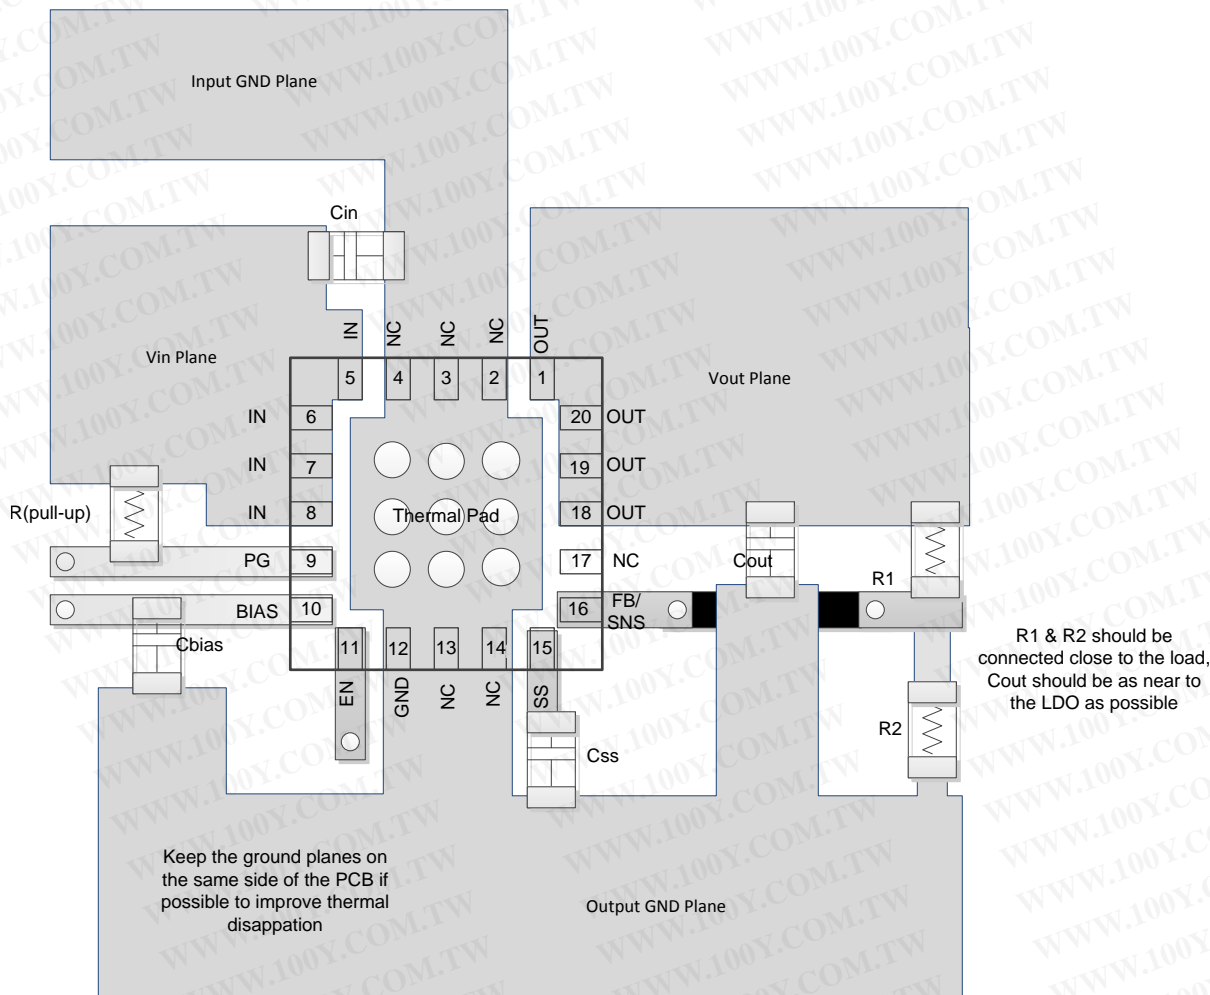 Input GND Plane
Cin
Vin Plane
Vout Plane
IN
NC
NC
NC
OUT
5
4
3
2
1
IN
6
20
OUT
IN
7
19
OUT
R(pull-up)
IN
8
Thermal Pad
18
OUT
PG
9
17
NC
Cout
R1
BIAS
10
16
FB/
SNS
Cbias
11
12
13
14
15
EN
GND
NC
NC
SS
R1 & R2 should be
connected close to the load,
Cout should be as near to
the LDO as possible
R2
Css
Keep the ground planes on
the same side of the PCB if
possible to improve thermal
disappation
Output GND Plane
WWW.100Y.COM.TW